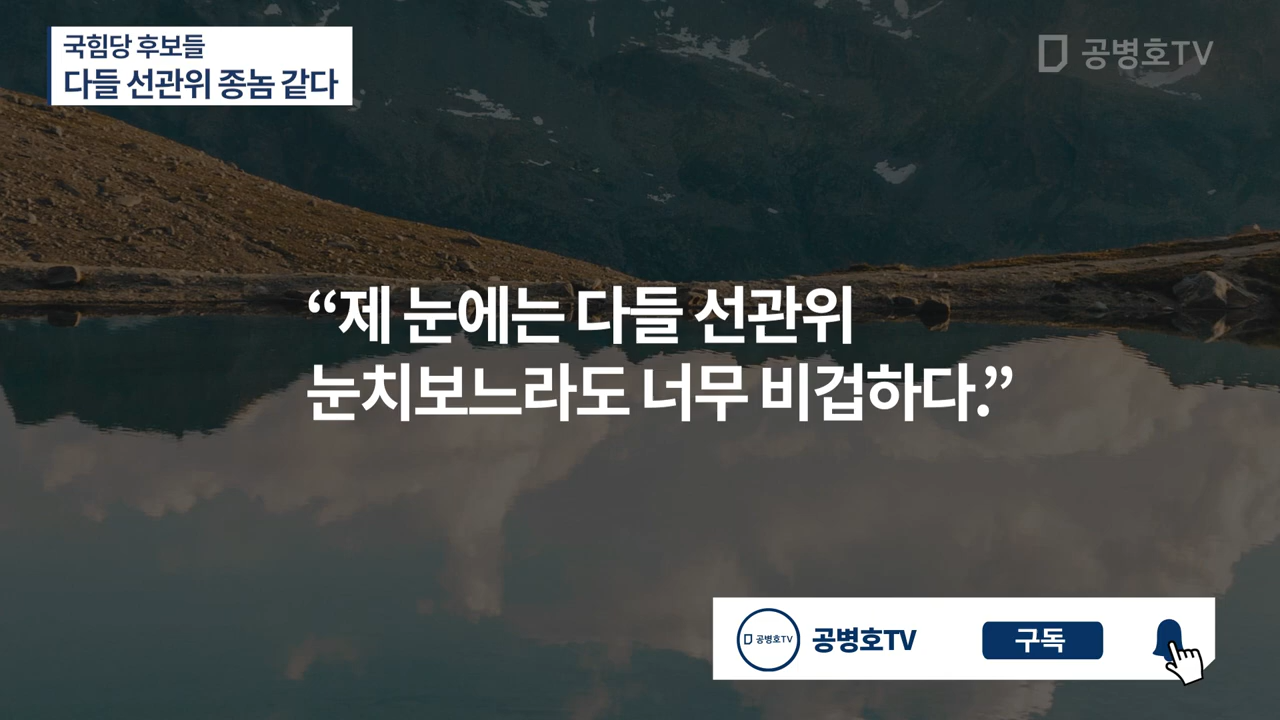 국힘당 후보들
다들 선관위 종놈 같다
공병호TV
“제 눈에는 다들 선관위
눈치보느라도 너무 비겁하다.”
공병호TV
공병호TV
구독